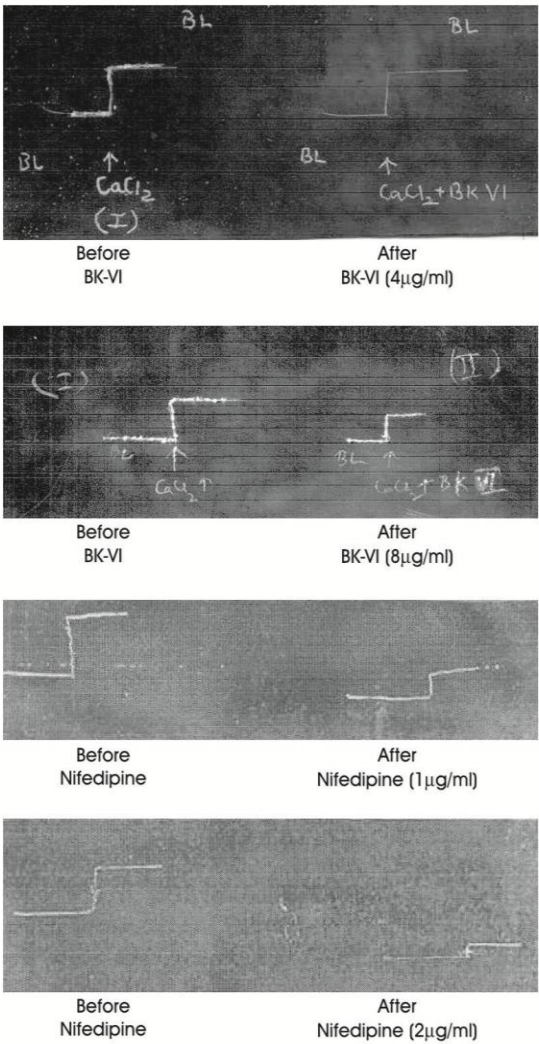 BL
BL
BL
BL
CaCl2
CaCl2+BK VI
(I)
Before
BK-VI
After
BK-VI (4μg/ml)
(I)
(II)
BL
BL
CaCl2 ↑
CaCl2 + BK VI
Before
BK-VI
After
BK-VI (8μg/ml)
Before
Nifedipine
After
Nifedipine (1μg/ml)
Before
Nifedipine
After
Nifedipine (2μg/ml)